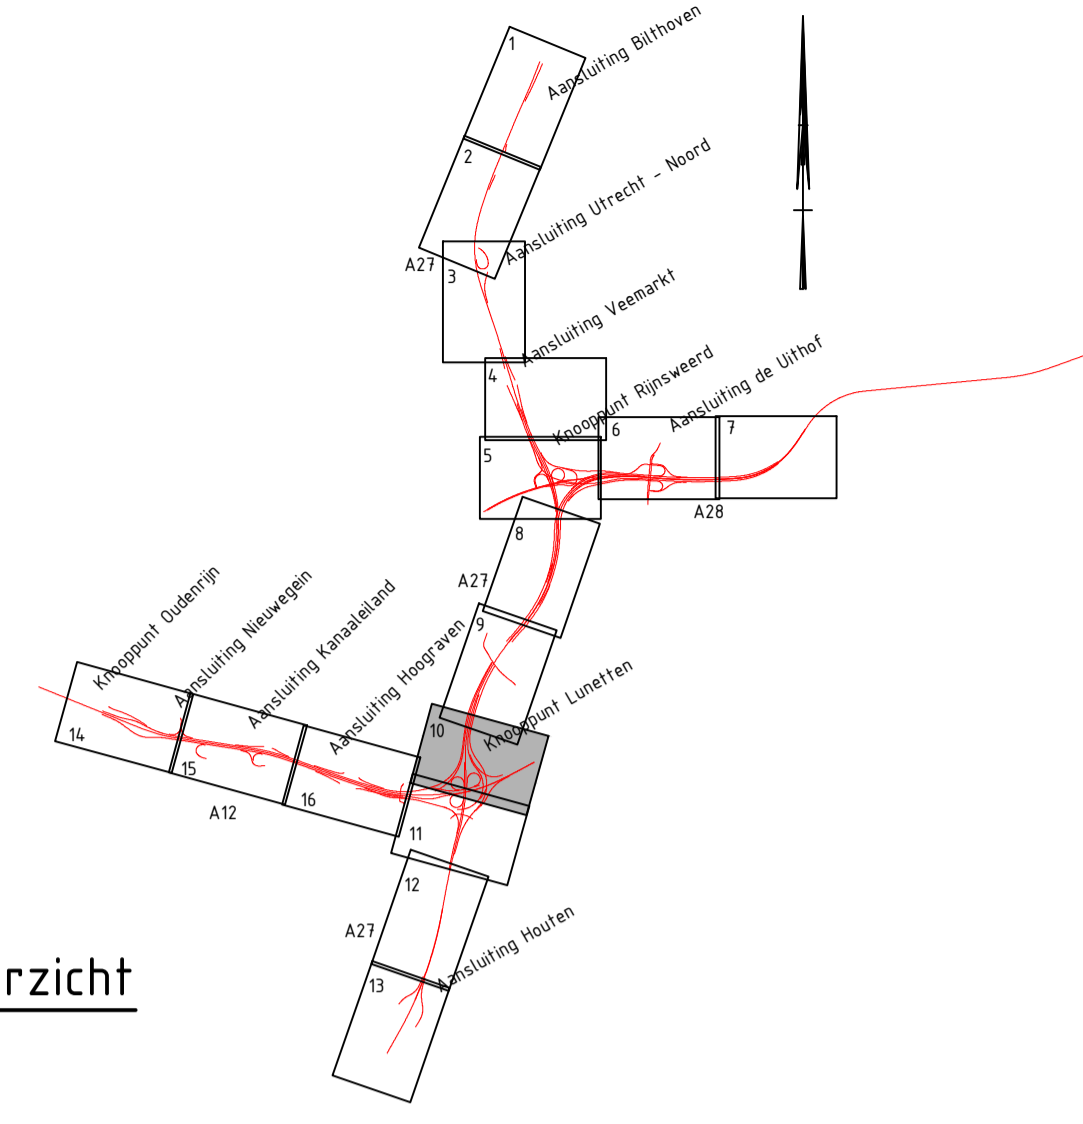 1
Aansluiting Bilthoven
2
Aansluiting Utrecht - Noord
A27
3
Aansluiting Veemarkt
4
Knooppunt Rijnsweerd
Aansluiting de Uithof
5
6
7
A28
8
A27
9
Knooppunt Oudenrijn
Aansluiting Nieuwegein
Aansluiting Kanaaleiland
Aansluiting Hoograven
Knooppunt Lunetten
10
14
15
16
A12
11
12
A27
Aansluiting Houten
13
rzicht